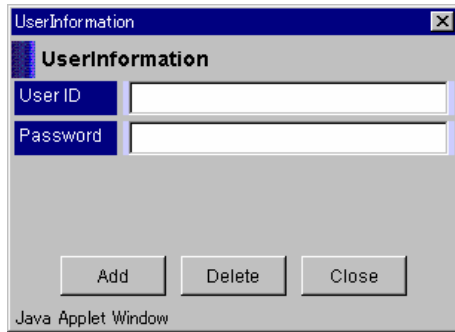 UserInformation
UserInformation
User ID
Password
Add Delete Close
Java Applet Window